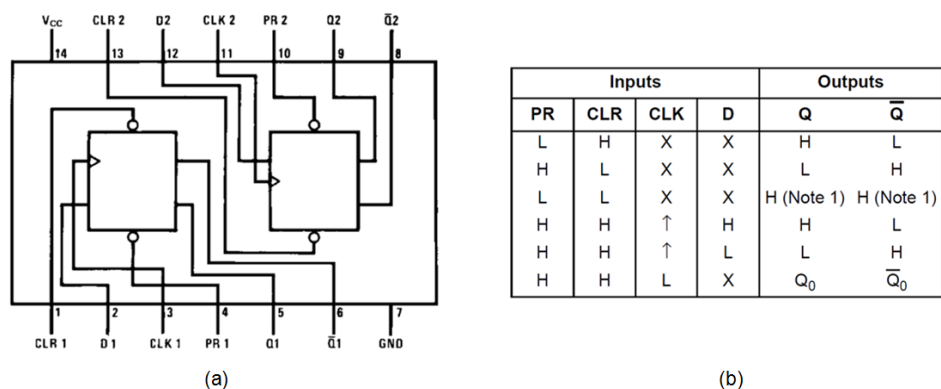 V_CC CLR 2 D2 CLK 2 PR 2 Q2 Q̅2
14 13 12 11 10 9 8
1 2 3 4 5 6 7
CLR 1 D1 CLK 1 PR 1 Q1 Q̅1 GND
(a)
Inputs Outputs
PR CLR CLK D Q Q̅
L H X X H L
H L X X L H
L L X X H (Note 1) H (Note 1)
H H ↑ H H L
H H ↑ L L H
H H L X Q₀ Q̅₀
(b)